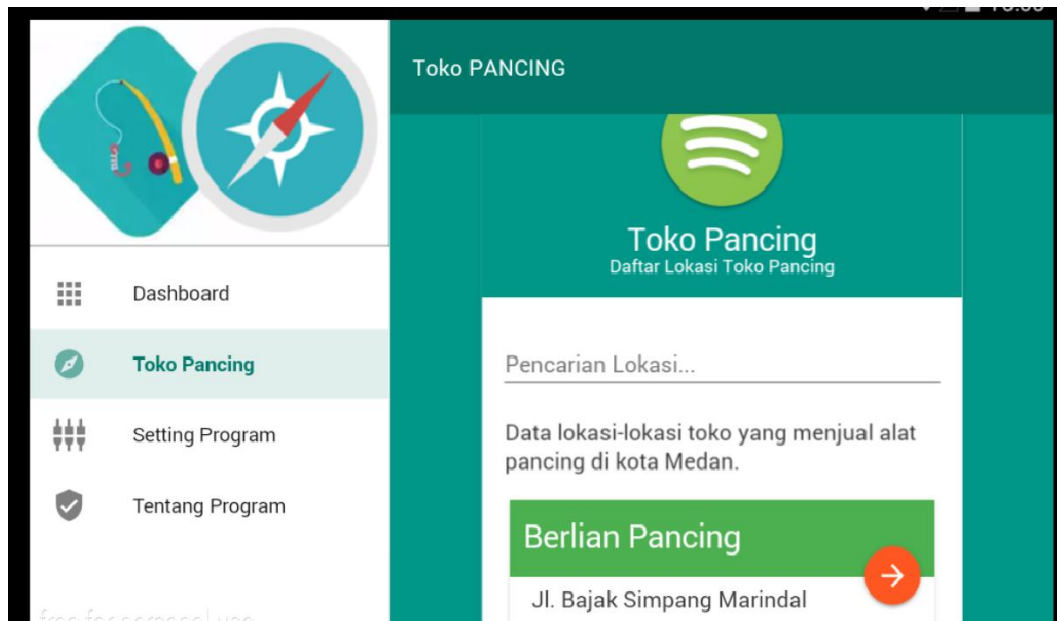 Toko PANCING
Dashboard
Toko Pancing
Setting Program
Tentang Program
Toko Pancing
Daftar Lokasi Toko Pancing
Pencarian Lokasi...
Data lokasi-lokasi toko yang menjual alat
pancing di kota Medan.
Berlian Pancing
Jl. Bajak Simpang Marindal